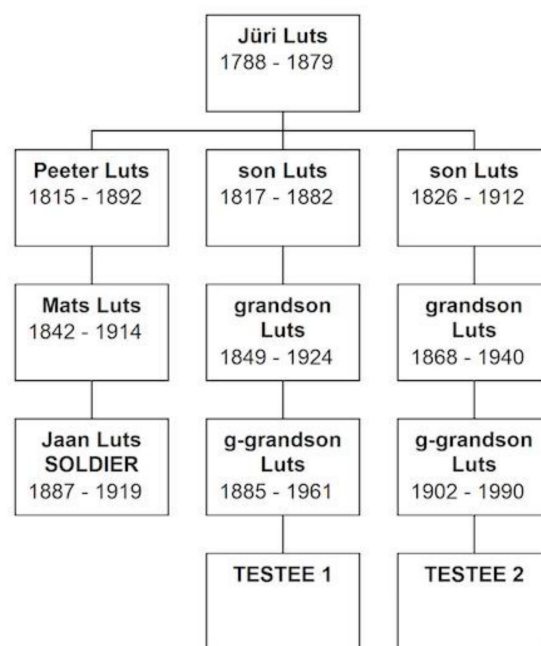 Jüri Luts
1788 - 1879
Peeter Luts
1815 - 1892
son Luts
1817 - 1882
son Luts
1826 - 1912
Mats Luts
1842 - 1914
grandson
Luts
1849 - 1924
grandson
Luts
1868 - 1940
Jaan Luts
SOLDIER
1887 - 1919
g-grandson
Luts
1885 - 1961
g-grandson
Luts
1902 - 1990
TESTEE 1
TESTEE 2